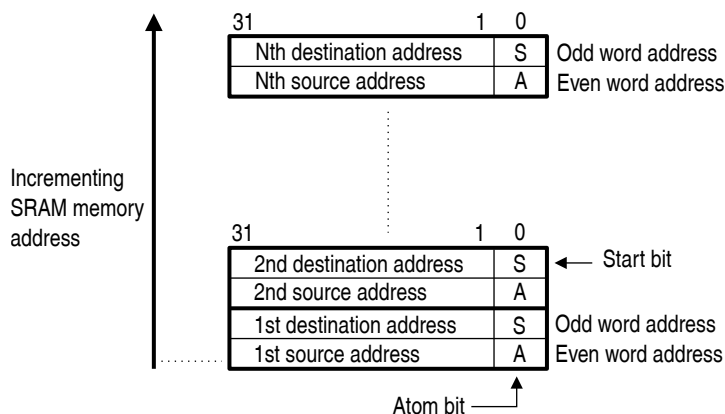 31 1 0
Nth destination address S Odd word address
Nth source address A Even word address
Incrementing
SRAM memory
address
31 1 0
2nd destination address S Start bit
2nd source address A
1st destination address S Odd word address
1st source address A Even word address
Atom bit